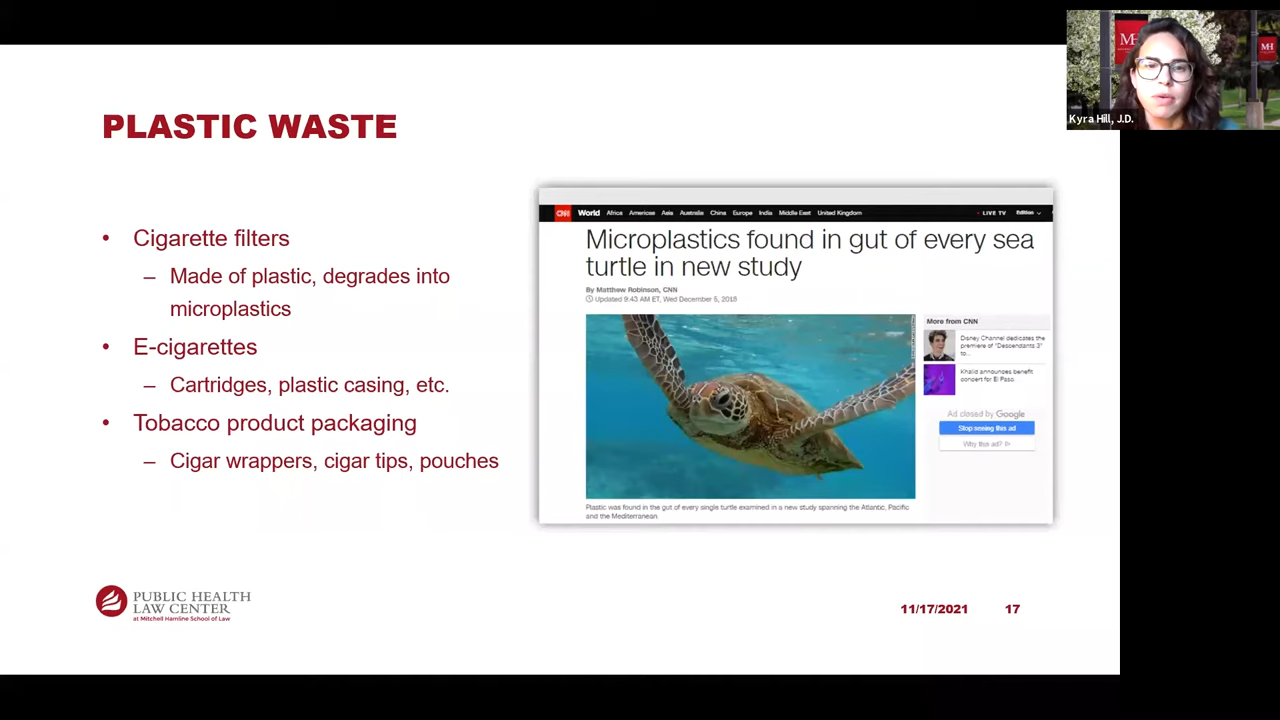 PLASTIC WASTE
• Cigarette filters
– Made of plastic, degrades into
microplastics
• E-cigarettes
– Cartridges, plastic casing, etc.
• Tobacco product packaging
– Cigar wrappers, cigar tips, pouches
CNN World Africa Americas Asia Australia China Europe India Middle East United Kingdom • LIVE TV Edition
Microplastics found in gut of every sea
turtle in new study
By Matthew Robinson, CNN
Updated 9:43 AM ET, Wed December 5, 2018
More from CNN
Disney Channel dedicates the
premiere of "Descendants 3"
to...
Khalid announces benefit
concert for El Paso
Ad closed by Google
Stop seeing this ad
Why this ad?
Plastic was found in the gut of every single turtle examined in a new study spanning the Atlantic, Pacific
and the Mediterranean.
PUBLIC HEALTH
LAW CENTER
at Mitchell Hamline School of Law
11/17/2021 17
MH
MH
Kyra Hill, J.D.